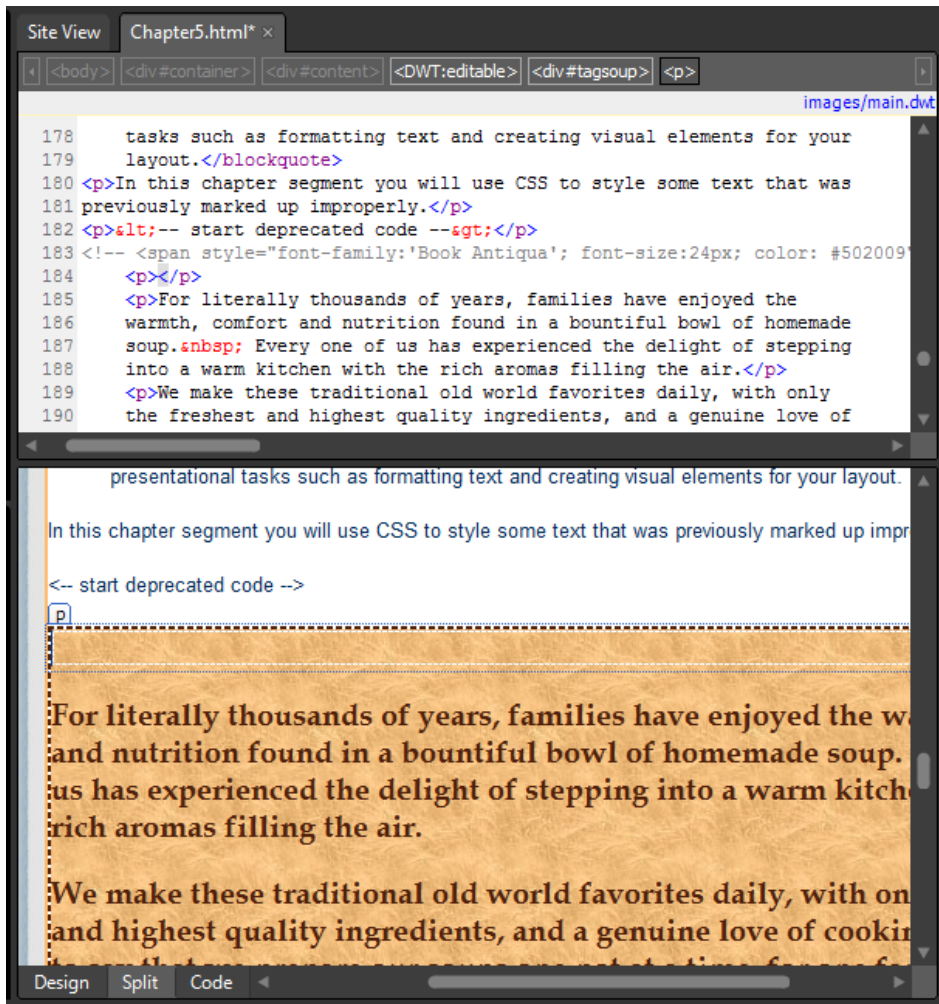 Site View Chapter5.html* ×
<body> <div#container> <div#content> <DWT:editable> <div#tagsoup> <p>
images/main.dwt
178 tasks such as formatting text and creating visual elements for your
179 layout.</blockquote>
180 <p>In this chapter segment you will use CSS to style some text that was
181 previously marked up improperly.</p>
182 <p>&lt;-- start deprecated code --&gt;</p>
183 <!-- <span style="font-family:'Book Antiqua'; font-size:24px; color: #502009"
184 <p></p>
185 <p>For literally thousands of years, families have enjoyed the
186 warmth, comfort and nutrition found in a bountiful bowl of homemade
187 soup.&nbsp; Every one of us has experienced the delight of stepping
188 into a warm kitchen with the rich aromas filling the air.</p>
189 <p>We make these traditional old world favorites daily, with only
190 the freshest and highest quality ingredients, and a genuine love of
presentational tasks such as formatting text and creating visual elements for your layout.
In this chapter segment you will use CSS to style some text that was previously marked up impr
<-- start deprecated code -->
p
For literally thousands of years, families have enjoyed the wa
and nutrition found in a bountiful bowl of homemade soup.
us has experienced the delight of stepping into a warm kitche
rich aromas filling the air.
We make these traditional old world favorites daily, with on
and highest quality ingredients, and a genuine love of cookin
Design Split Code